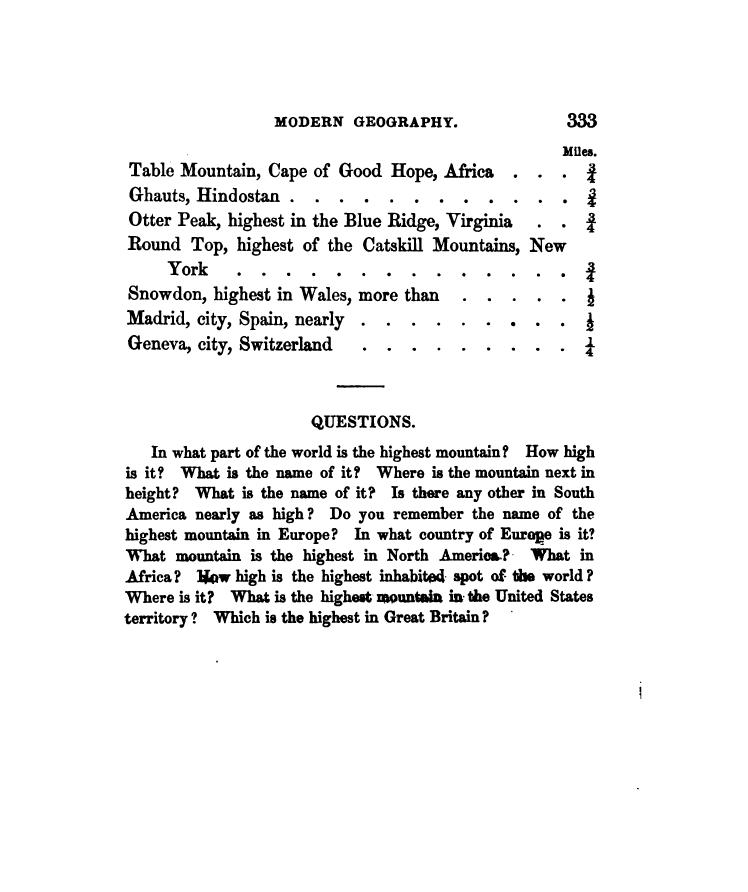 MODERN GEOGRAPHY. 333
Miles.
Table Mountain, Cape of Good Hope, Africa . . . ¾
Ghauts, Hindostan . . . . . . . . . . . . ¾
Otter Peak, highest in the Blue Ridge, Virginia . . ¾
Round Top, highest of the Catskill Mountains, New
York . . . . . . . . . . . . . . ¾
Snowdon, highest in Wales, more than . . . . . ½
Madrid, city, Spain, nearly . . . . . . . . . ½
Geneva, city, Switzerland . . . . . . . . . ¼
QUESTIONS.
In what part of the world is the highest mountain? How high
is it? What is the name of it? Where is the mountain next in
height? What is the name of it? Is there any other in South
America nearly as high? Do you remember the name of the
highest mountain in Europe? In what country of Europe is it?
What mountain is the highest in North America? What in
Africa? How high is the highest inhabited spot of the world?
Where is it? What is the highest mountain in the United States
territory? Which is the highest in Great Britain?